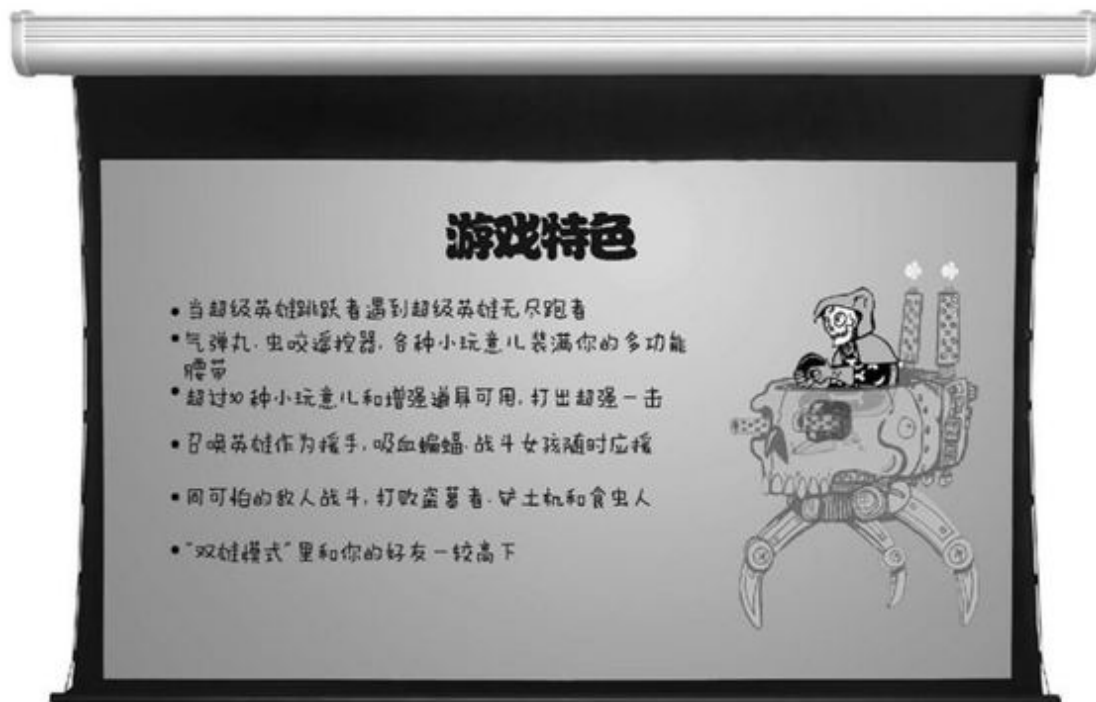 游戏特色
• 当超级英雄跳跃者遇到超级英雄无尽跑者
• 气弹丸、虫咬遥控器，各种小玩意儿装满你的多功能
腰带
• 超过30种小玩意儿和增强道具可用，打出超强一击
• 召唤英雄作为援手，吸血蝙蝠、战斗女孩随时应援
• 同可怕的敌人战斗，打败盗墓者、铲土机和食虫人
• “双雄模式”里和你的好友一较高下